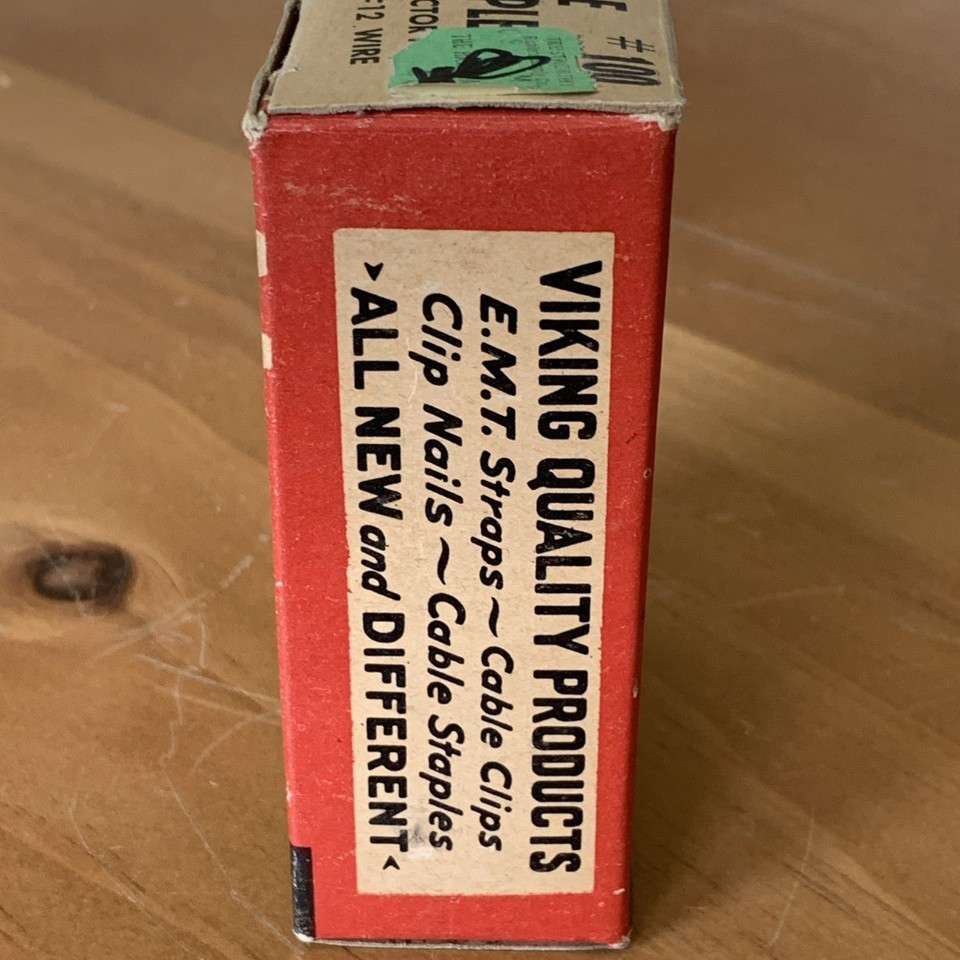 VIKING QUALITY PRODUCTS
E.M.T. Straps ~ Cable Clips
Clip Nails ~ Cable Staples
›ALL NEW and DIFFERENT‹
#100
12 WIRE